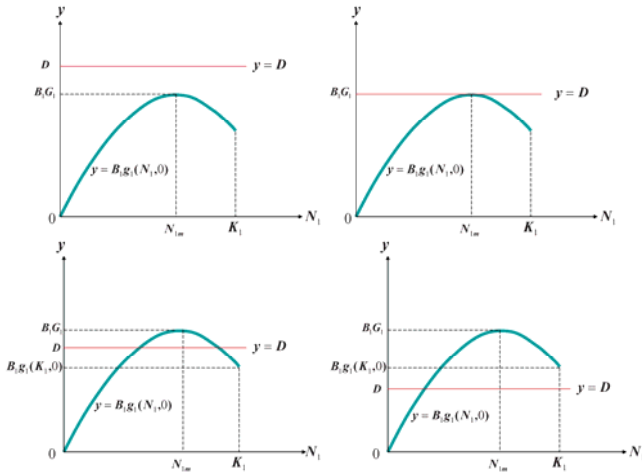 y
D
y = D
B₁G₁
y = B₁g₁(N₁,0)
0
N₁ₘ
K₁
N₁
y
B₁G₁
y = D
y = B₁g₁(N₁,0)
0
N₁ₘ
K₁
N₁
y
B₁G₁
D
y = D
B₁g₁(K₁,0)
y = B₁g₁(N₁,0)
0
N₁ₘ
K₁
N₁
y
B₁G₁
B₁g₁(K₁,0)
D
y = D
y = B₁g₁(N₁,0)
0
N₁ₘ
K₁
N